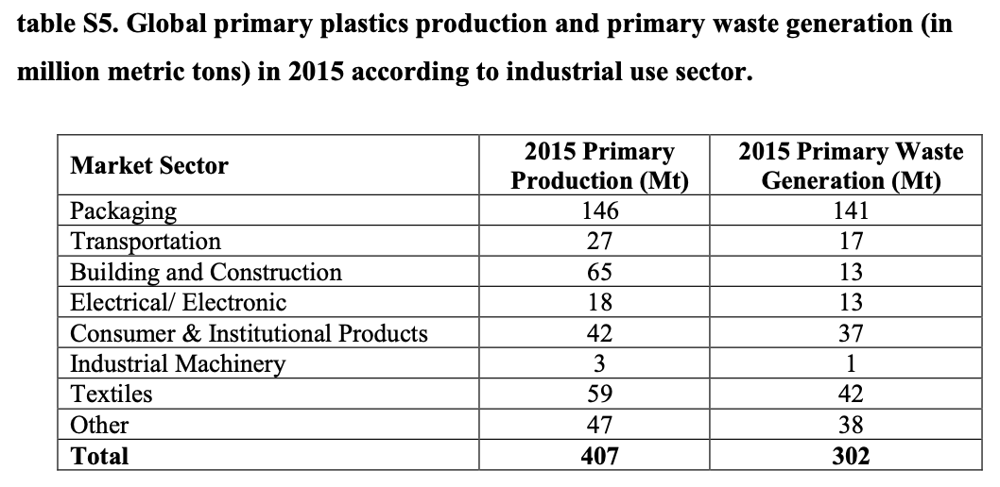 table S5. Global primary plastics production and primary waste generation (in
million metric tons) in 2015 according to industrial use sector.
Market Sector 2015 Primary Production (Mt) 2015 Primary Waste Generation (Mt)
Packaging 146 141
Transportation 27 17
Building and Construction 65 13
Electrical/ Electronic 18 13
Consumer & Institutional Products 42 37
Industrial Machinery 3 1
Textiles 59 42
Other 47 38
Total 407 302